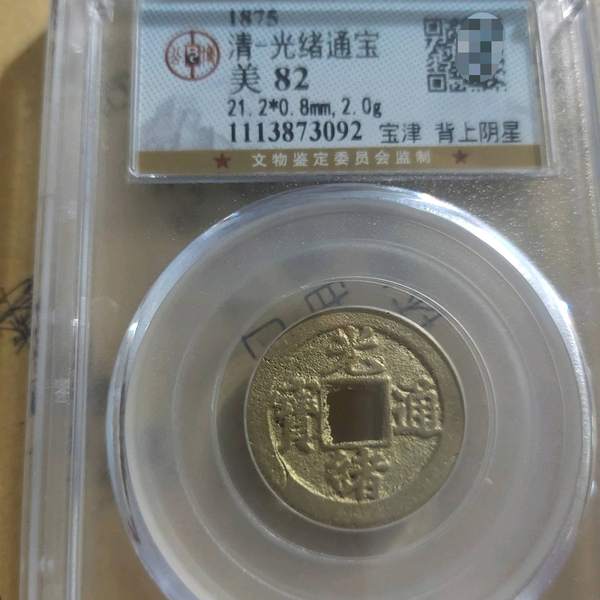 1875
清-光绪通宝
美 82
21.2*0.8mm, 2.0g
1113873092 宝津 背上阴星
★ 文物鉴定委员会监制 ★
光
寶 通
緒